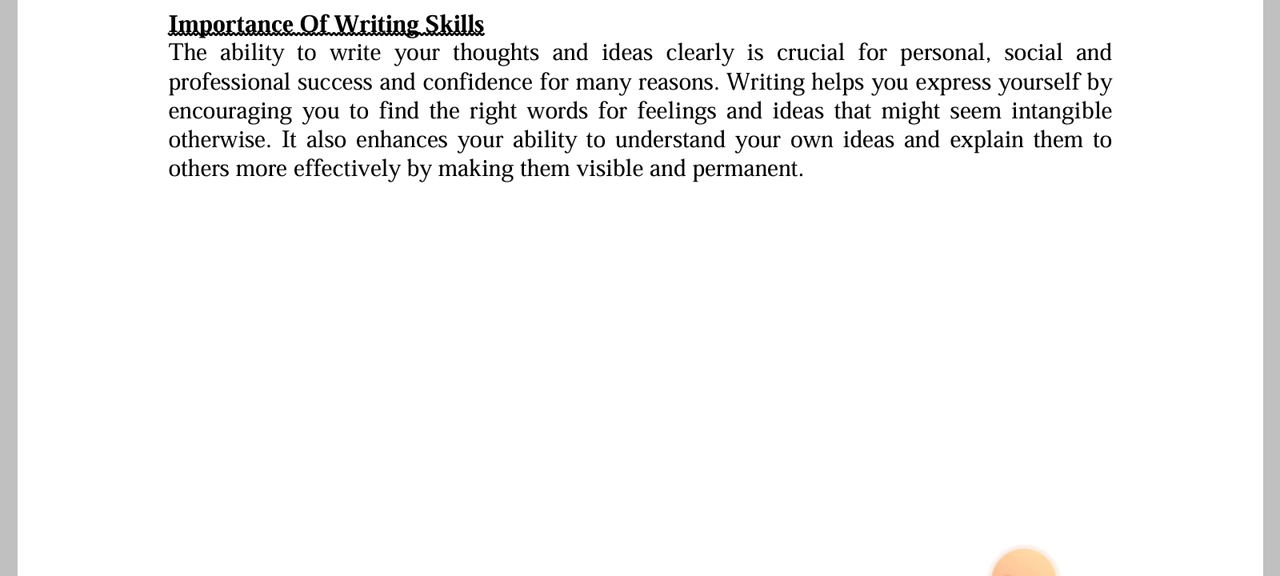 Importance Of Writing Skills
The ability to write your thoughts and ideas clearly is crucial for personal, social and
professional success and confidence for many reasons. Writing helps you express yourself by
encouraging you to find the right words for feelings and ideas that might seem intangible
otherwise. It also enhances your ability to understand your own ideas and explain them to
others more effectively by making them visible and permanent.